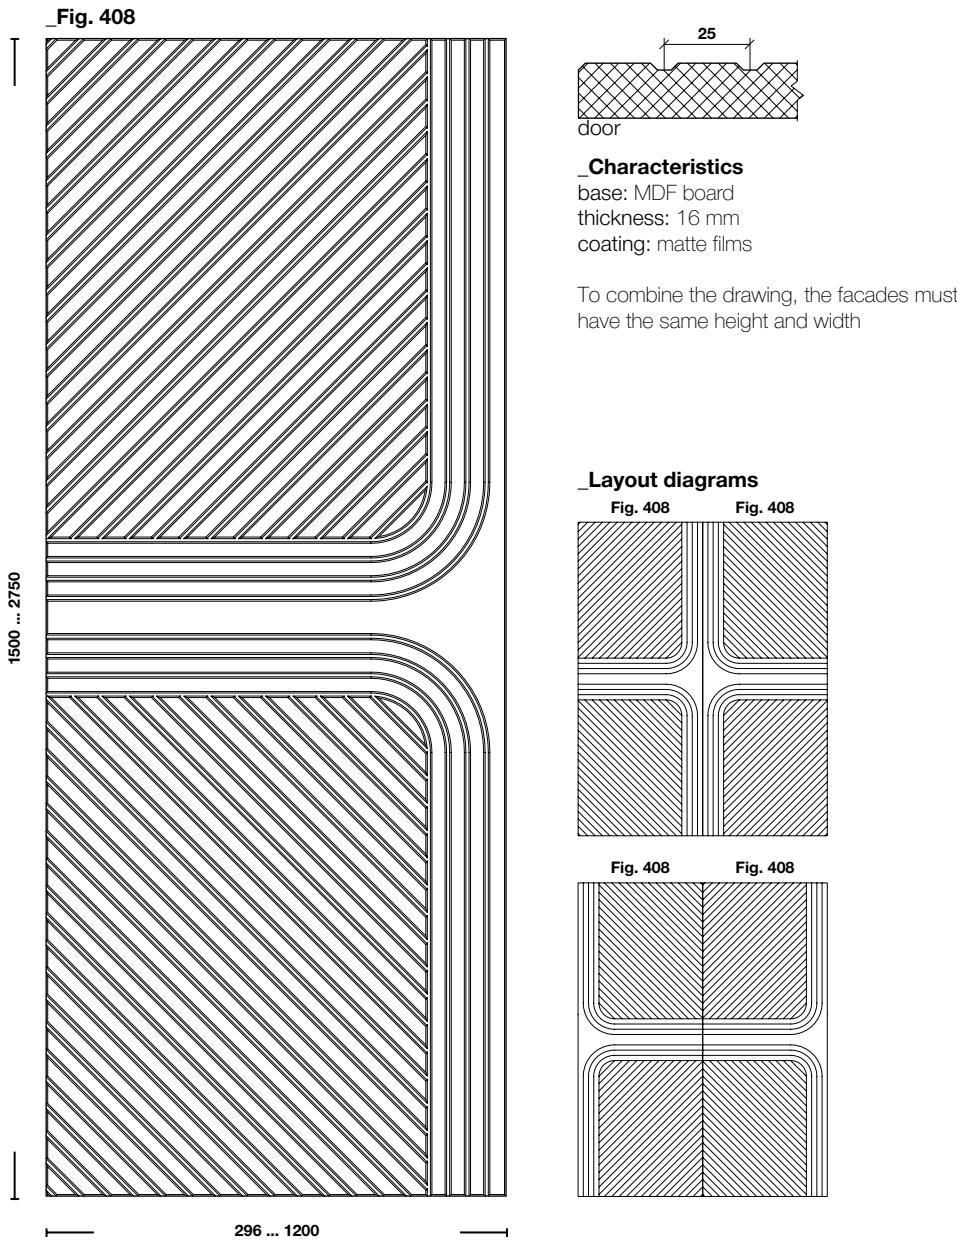 _Fig. 408
25
door
_Characteristics
base: MDF board
thickness: 16 mm
coating: matte films
To combine the drawing, the facades must
have the same height and width
1500 ... 2750
_Layout diagrams
Fig. 408 Fig. 408
Fig. 408 Fig. 408
296 ... 1200